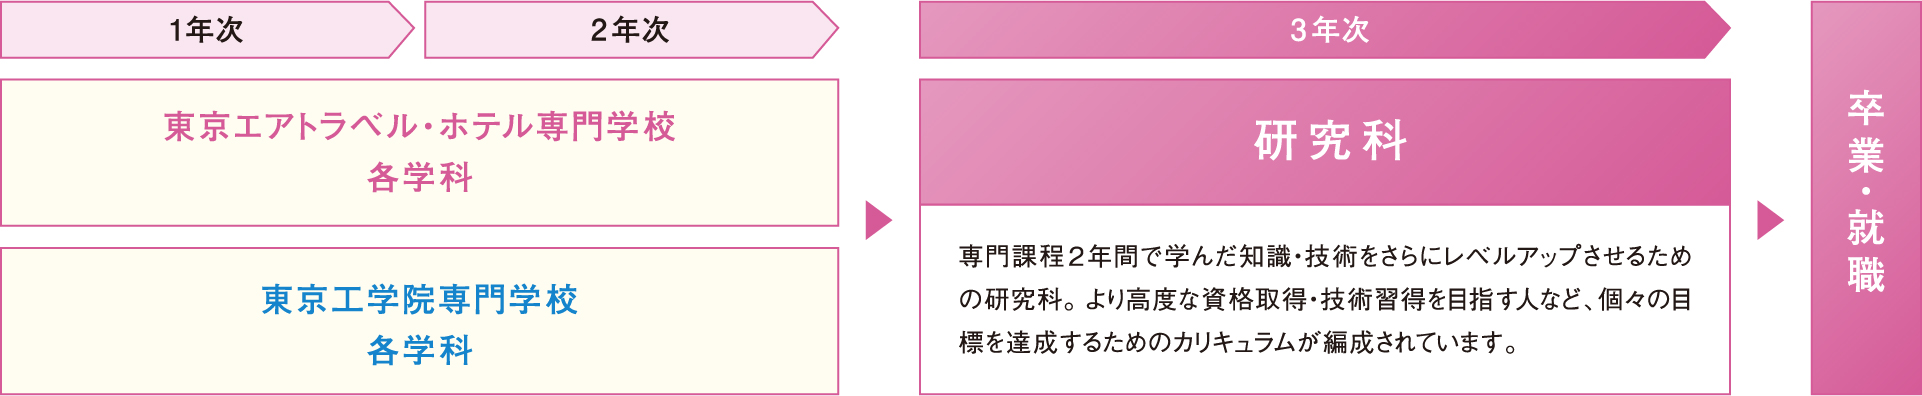 1年次
2年次
3年次
東京エアトラベル・ホテル専門学校
各学科
東京工学院専門学校
各学科
研究科
専門課程2年間で学んだ知識・技術をさらにレベルアップさせるため
の研究科。より高度な資格取得・技術習得を目指す人など、個々の目
標を達成するためのカリキュラムが編成されています。
卒業・就職